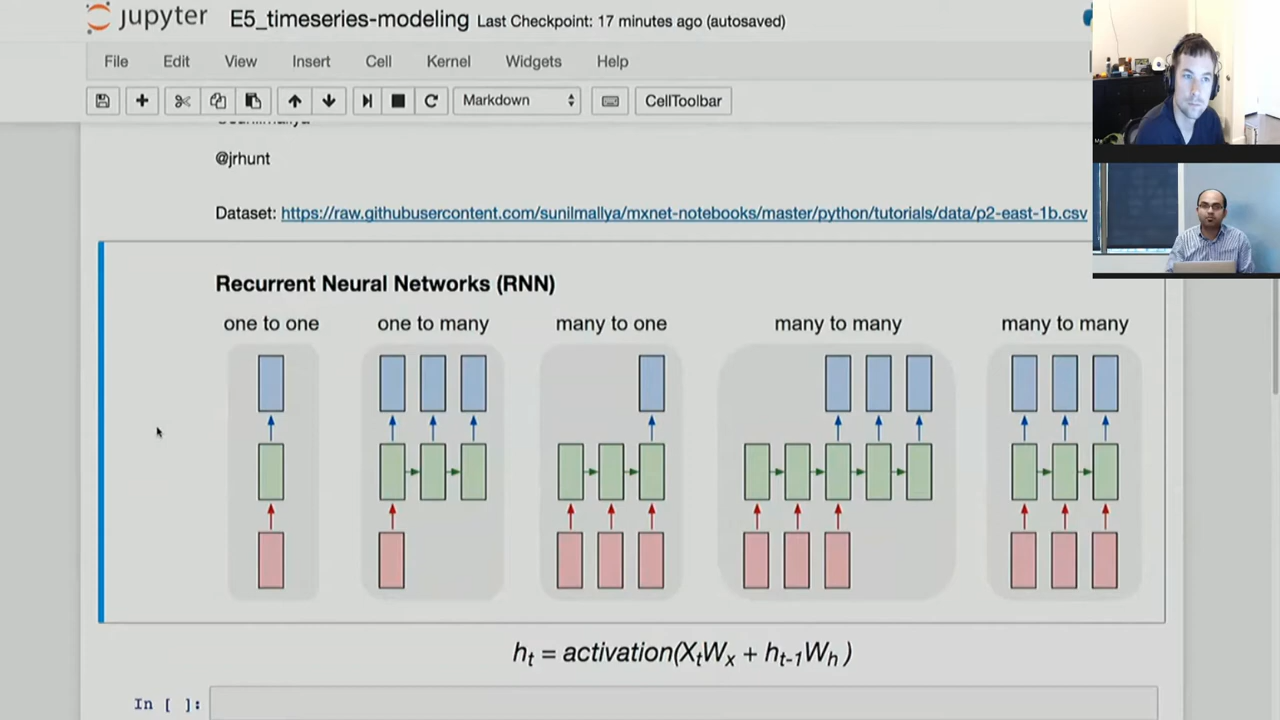 jupyter E5_timeseries-modeling Last Checkpoint: 17 minutes ago (autosaved)
File Edit View Insert Cell Kernel Widgets Help
Markdown CellToolbar
@jrhunt
Dataset: https://raw.githubusercontent.com/sunilmallya/mxnet-notebooks/master/python/tutorials/data/p2-east-1b.csv
Recurrent Neural Networks (RNN)
one to one one to many many to one many to many many to many
hₜ = activation(XₜWₓ + hₜ₋₁Wₕ )
In [ ]: